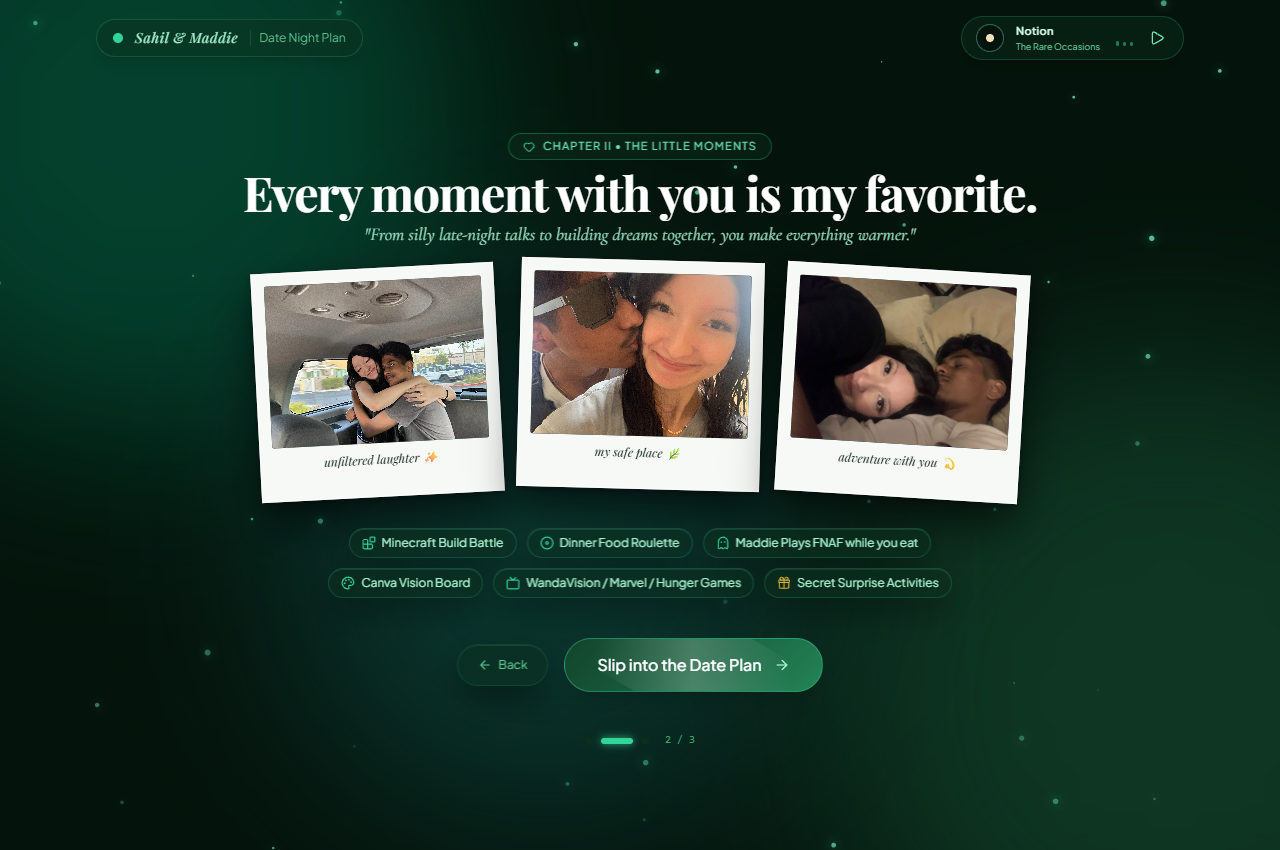 Sahil & Maddie
Date Night Plan
Notion
The Rare Occasions
CHAPTER II • THE LITTLE MOMENTS
Every moment with you is my favorite.
"From silly late-night talks to building dreams together, you make everything warmer."
unfiltered laughter ✨
my safe place 🌿
adventure with you 💫
Minecraft Build Battle
Dinner Food Roulette
Maddie Plays FNAF while you eat
Canva Vision Board
WandaVision / Marvel / Hunger Games
Secret Surprise Activities
← Back
Slip into the Date Plan →
2 / 3